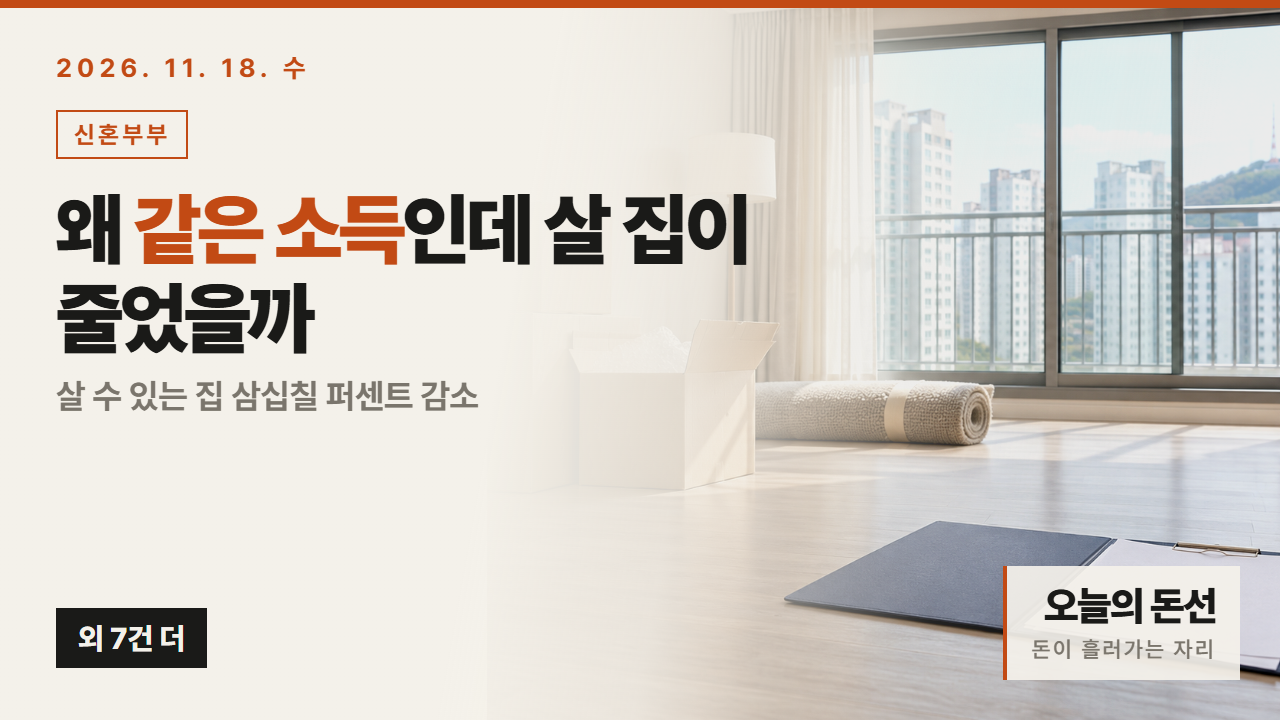 2026. 11. 18. 수
신혼부부
왜 같은 소득인데 살 집이
줄었을까
살 수 있는 집 삼십칠 퍼센트 감소
외 7건 더
오늘의 돈선
돈이 흘러가는 자리